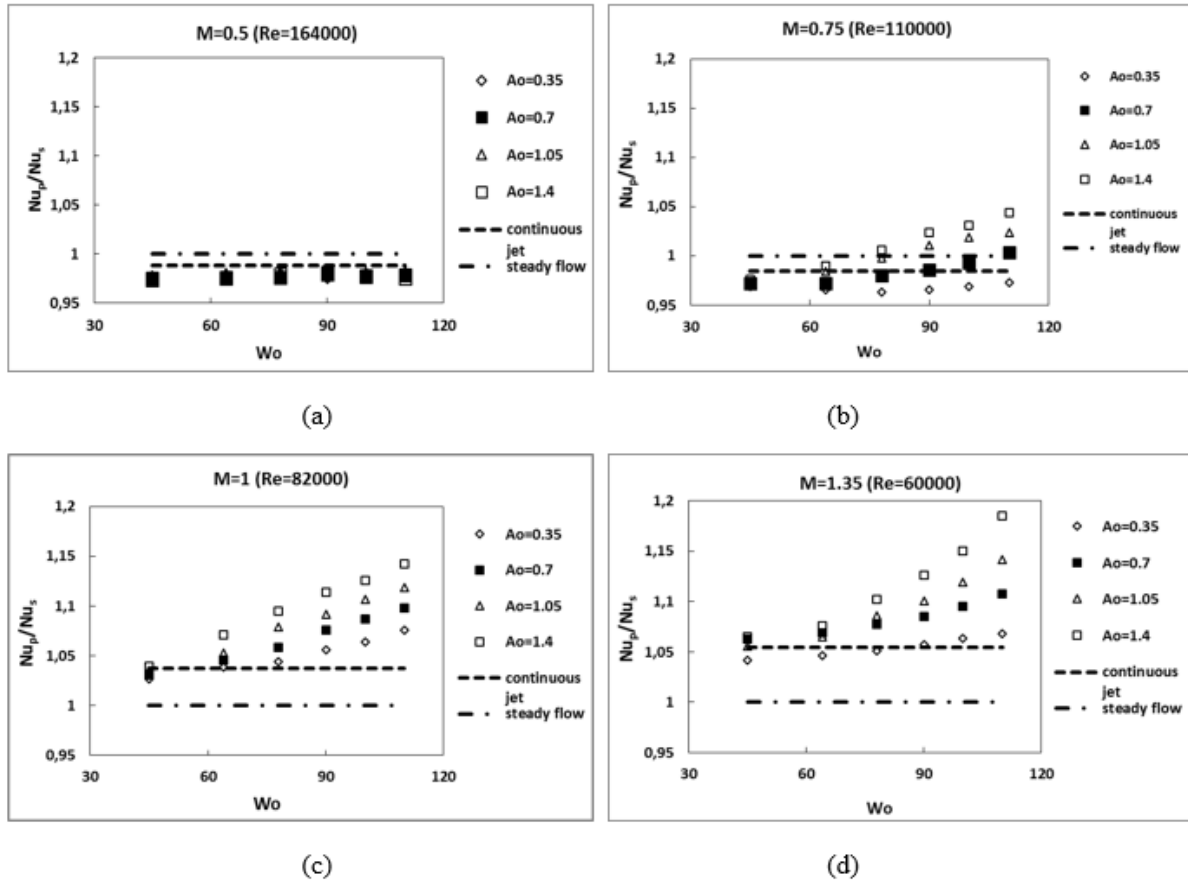 M=0.5 (Re=164000)
1,2
1,15
1,1
1,05
1
0,95
Nup/Nus
30
60
90
120
Wo
Ao=0.35
Ao=0.7
Ao=1.05
Ao=1.4
continuous
jet
steady flow
(a)
M=0.75 (Re=110000)
1,2
1,15
1,1
1,05
1
0,95
Nup/Nus
30
60
90
120
Wo
Ao=0.35
Ao=0.7
Ao=1.05
Ao=1.4
continuous
jet
steady flow
(b)
M=1 (Re=82000)
1,2
1,15
1,1
1,05
1
0,95
Nup/Nus
30
60
90
120
Wo
Ao=0.35
Ao=0.7
Ao=1.05
Ao=1.4
continuous
jet
steady flow
(c)
M=1.35 (Re=60000)
1,2
1,15
1,1
1,05
1
0,95
Nup/Nus
30
60
90
120
Wo
Ao=0.35
Ao=0.7
Ao=1.05
Ao=1.4
continuous
jet
steady flow
(d)